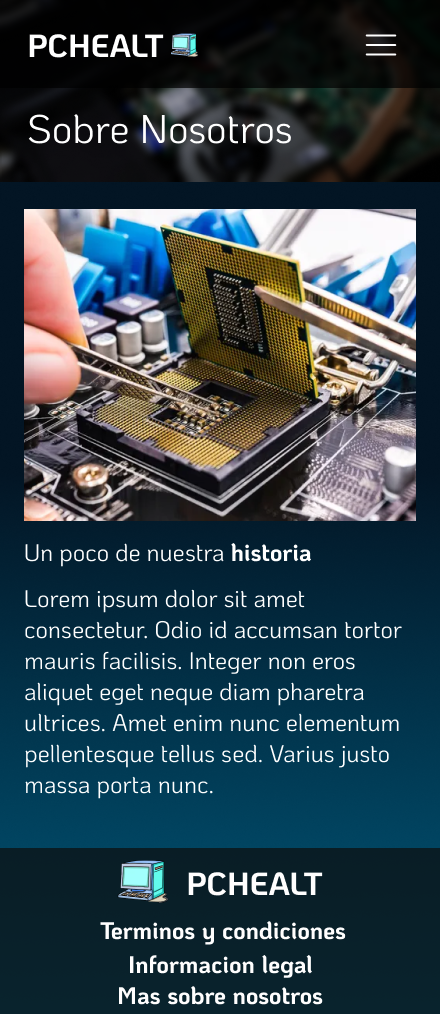 PCHEALT
Sobre Nosotros
Un poco de nuestra historia
Lorem ipsum dolor sit amet
consectetur. Odio id accumsan tortor
mauris facilisis. Integer non eros
aliquet eget neque diam pharetra
ultrices. Amet enim nunc elementum
pellentesque tellus sed. Varius justo
massa porta nunc.
PCHEALT
Terminos y condiciones
Informacion legal
Mas sobre nosotros